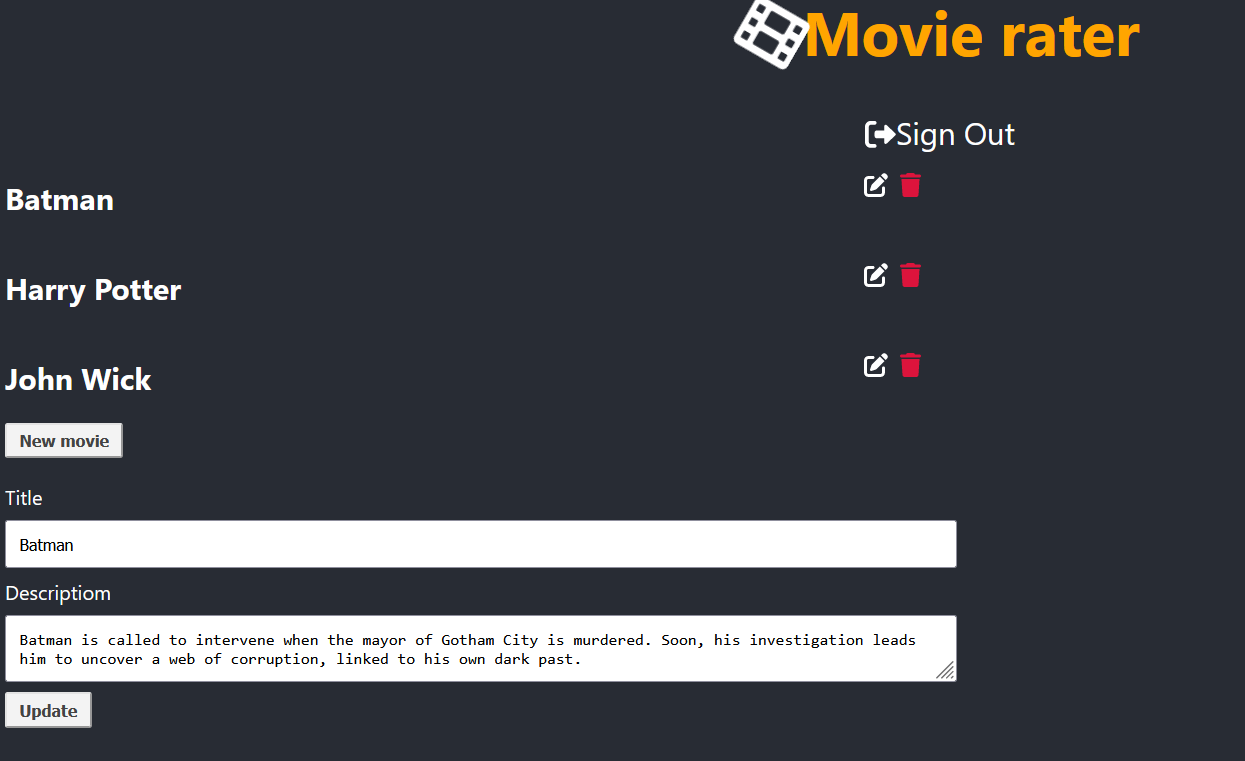 Movie rater
Sign Out
Batman
Harry Potter
John Wick
New movie
Title
Batman
Descriptiom
Batman is called to intervene when the mayor of Gotham City is murdered. Soon, his investigation leads
him to uncover a web of corruption, linked to his own dark past.
Update